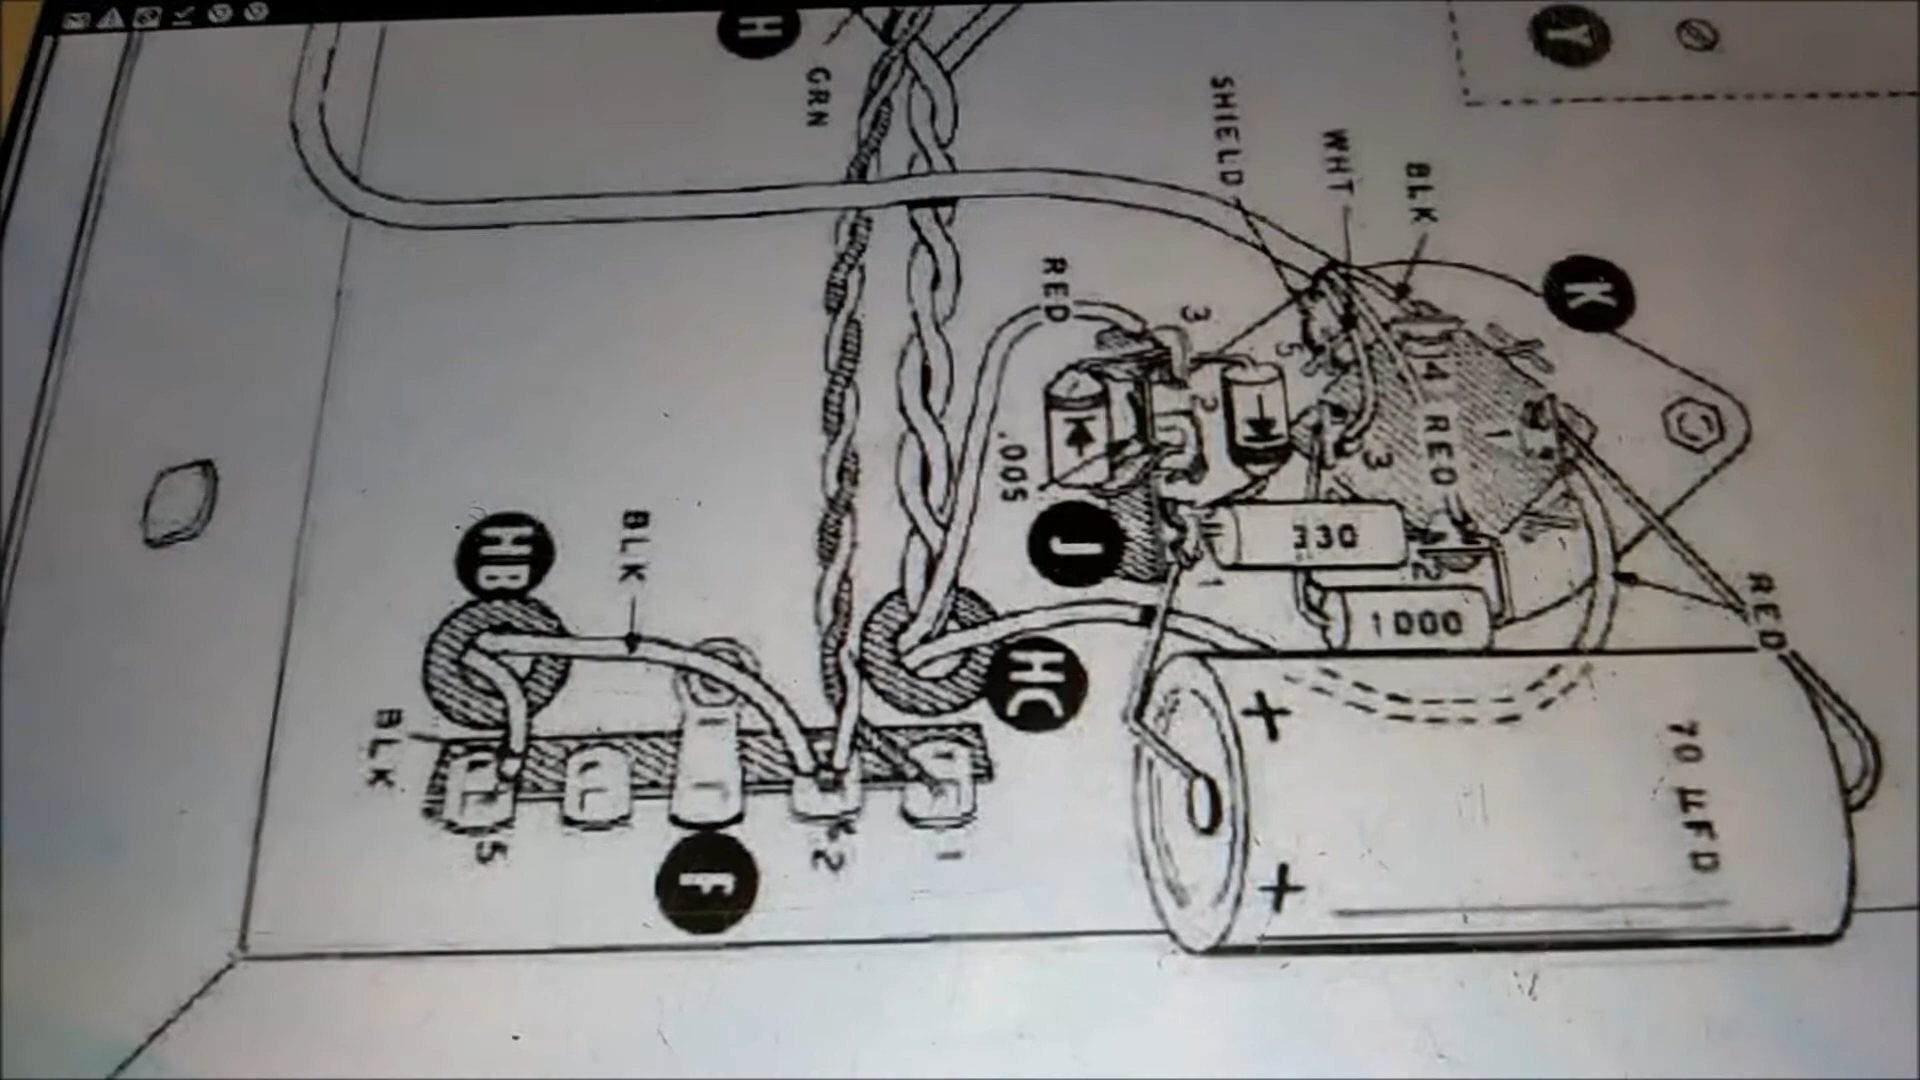 H
Y
GRN
SHIELD
WHT
BLK
K
RED
3
5
4
2
RED
1
3
.005
J
330
2
1
1000
RED
HB
BLK
HC
+
70 µFD
BLK
5
2
1
F
+